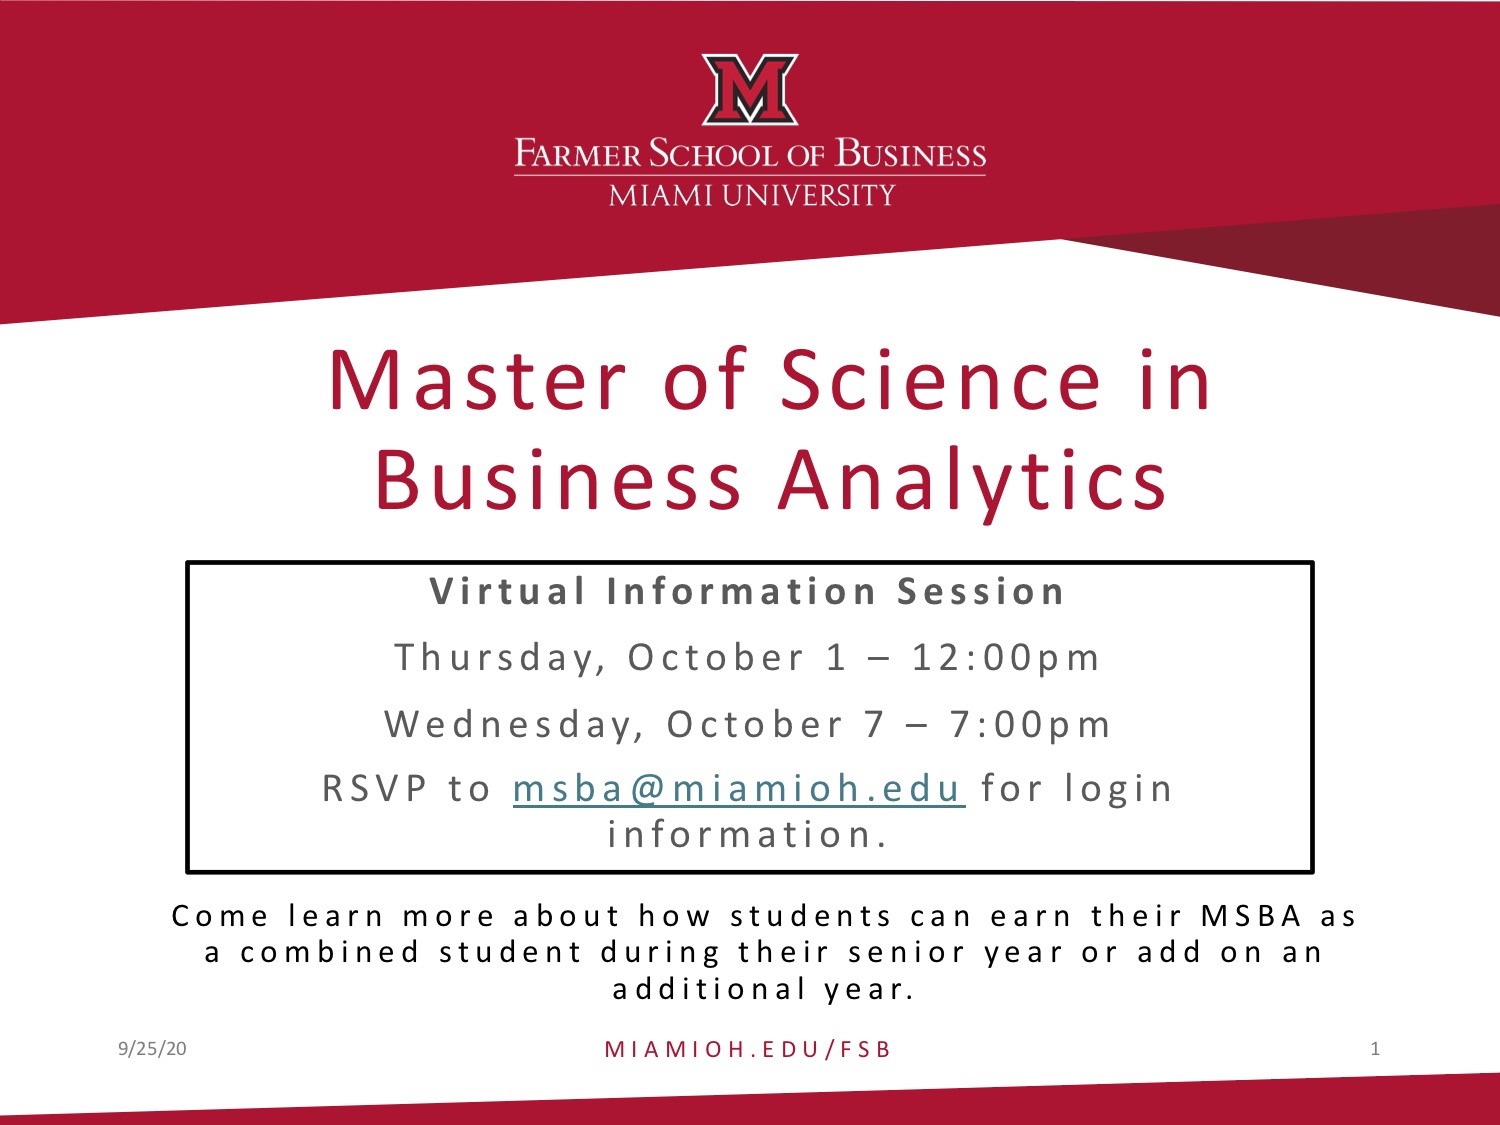 M
FARMER SCHOOL OF BUSINESS
MIAMI UNIVERSITY
Master of Science in
Business Analytics
Virtual Information Session
Thursday, October 1 – 12:00pm
Wednesday, October 7 – 7:00pm
RSVP to msba@miamioh.edu for login
information.
Come learn more about how students can earn their MSBA as
a combined student during their senior year or add on an
additional year.
9/25/20 MIAMIOH.EDU/FSB 1